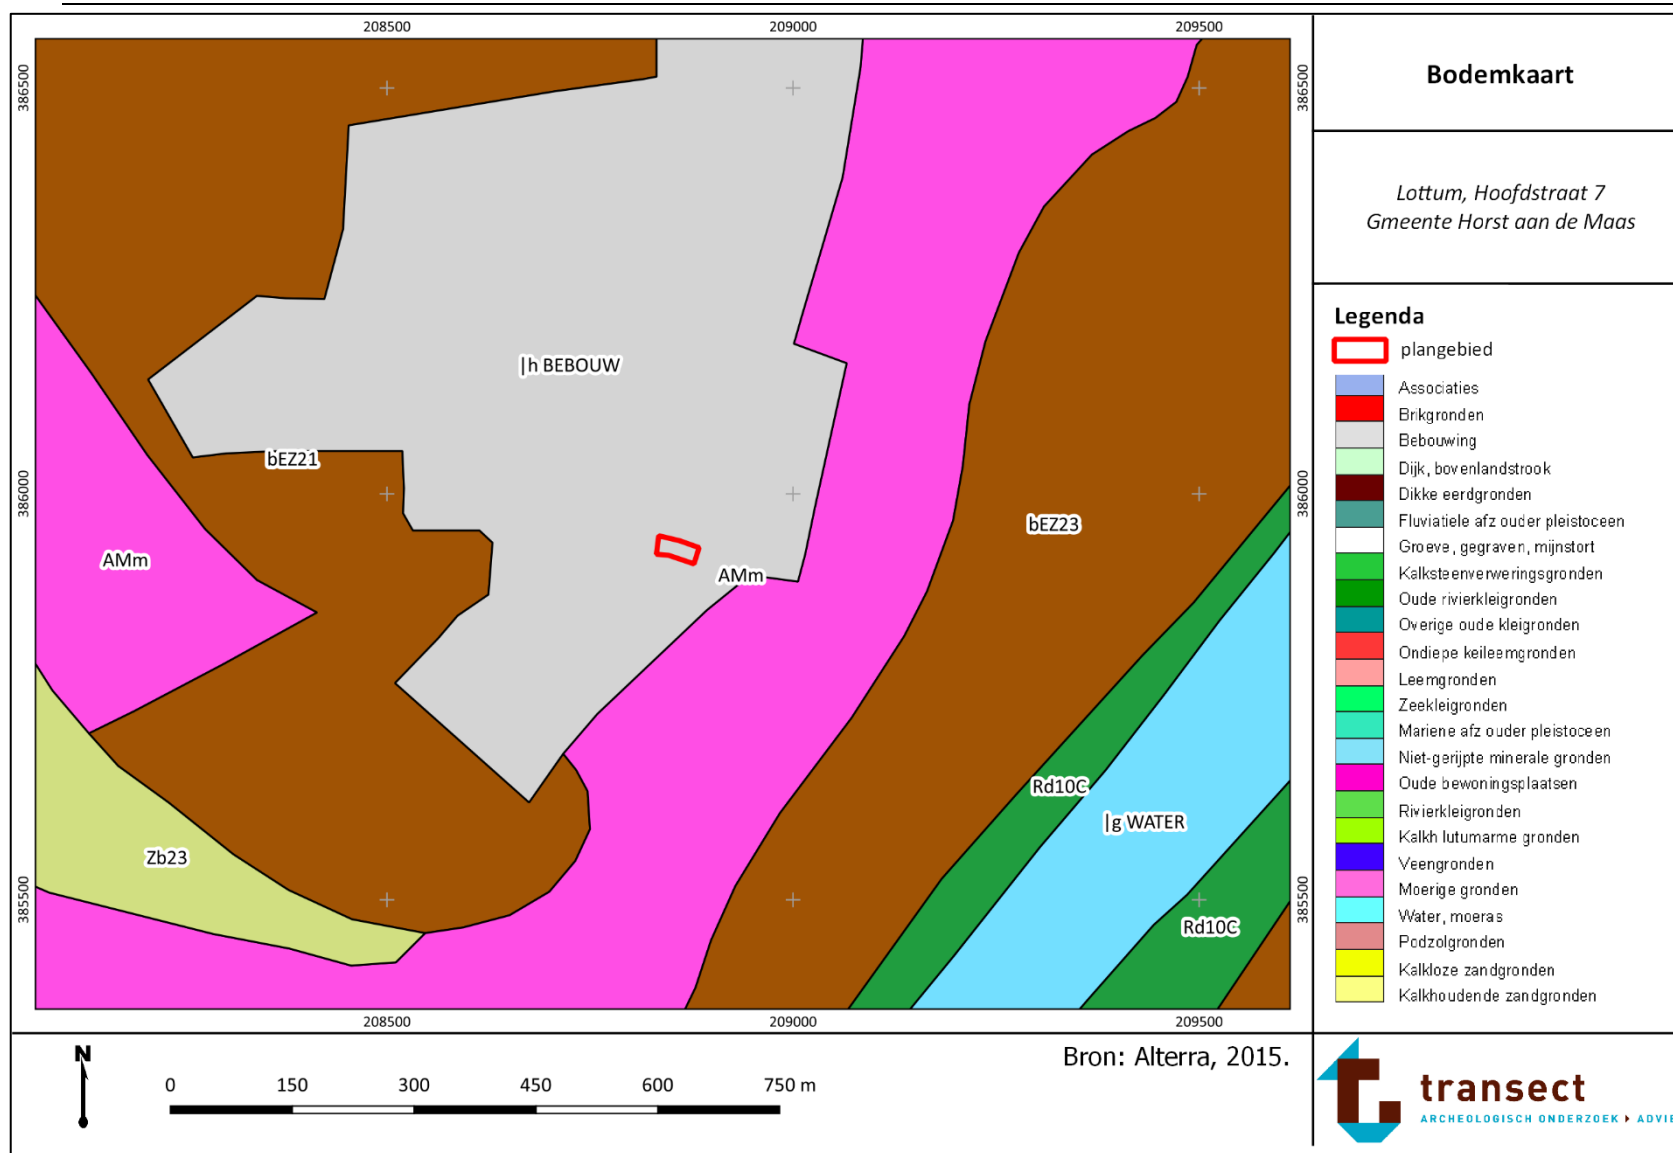 208500 209000 209500
386500 386500
Bodemkaart
Lottum, Hoofdstraat 7
Gmeente Horst aan de Maas
|h BEBOUW
bEZ21
386000 386000
bEZ23
AMm
AMm
Rd10C
|g WATER
Zb23
385500 385500
Rd10C
208500 209000 209500
Legenda
plangebied
Associaties
Brikgronden
Bebouwing
Dijk, bovenlandstrook
Dikke eerdgronden
Fluviatiele afz ouder pleistoceen
Groeve, gegraven, mijnstort
Kalksteenverweringsgronden
Oude rivierkleigronden
Overige oude kleigronden
Ondiepe keileemgronden
Leemgronden
Zeekleigronden
Mariene afz ouder pleistoceen
Niet-gerijpte minerale gronden
Oude bewoningsplaatsen
Rivierkleigronden
Kalkh lutumarme gronden
Veengronden
Moerige gronden
Water, moeras
Podzolgronden
Kalkloze zandgronden
Kalkhoudende zandgronden
N
0 150 300 450 600 750 m
Bron: Alterra, 2015.
transect
ARCHEOLOGISCH ONDERZOEK ADVIE